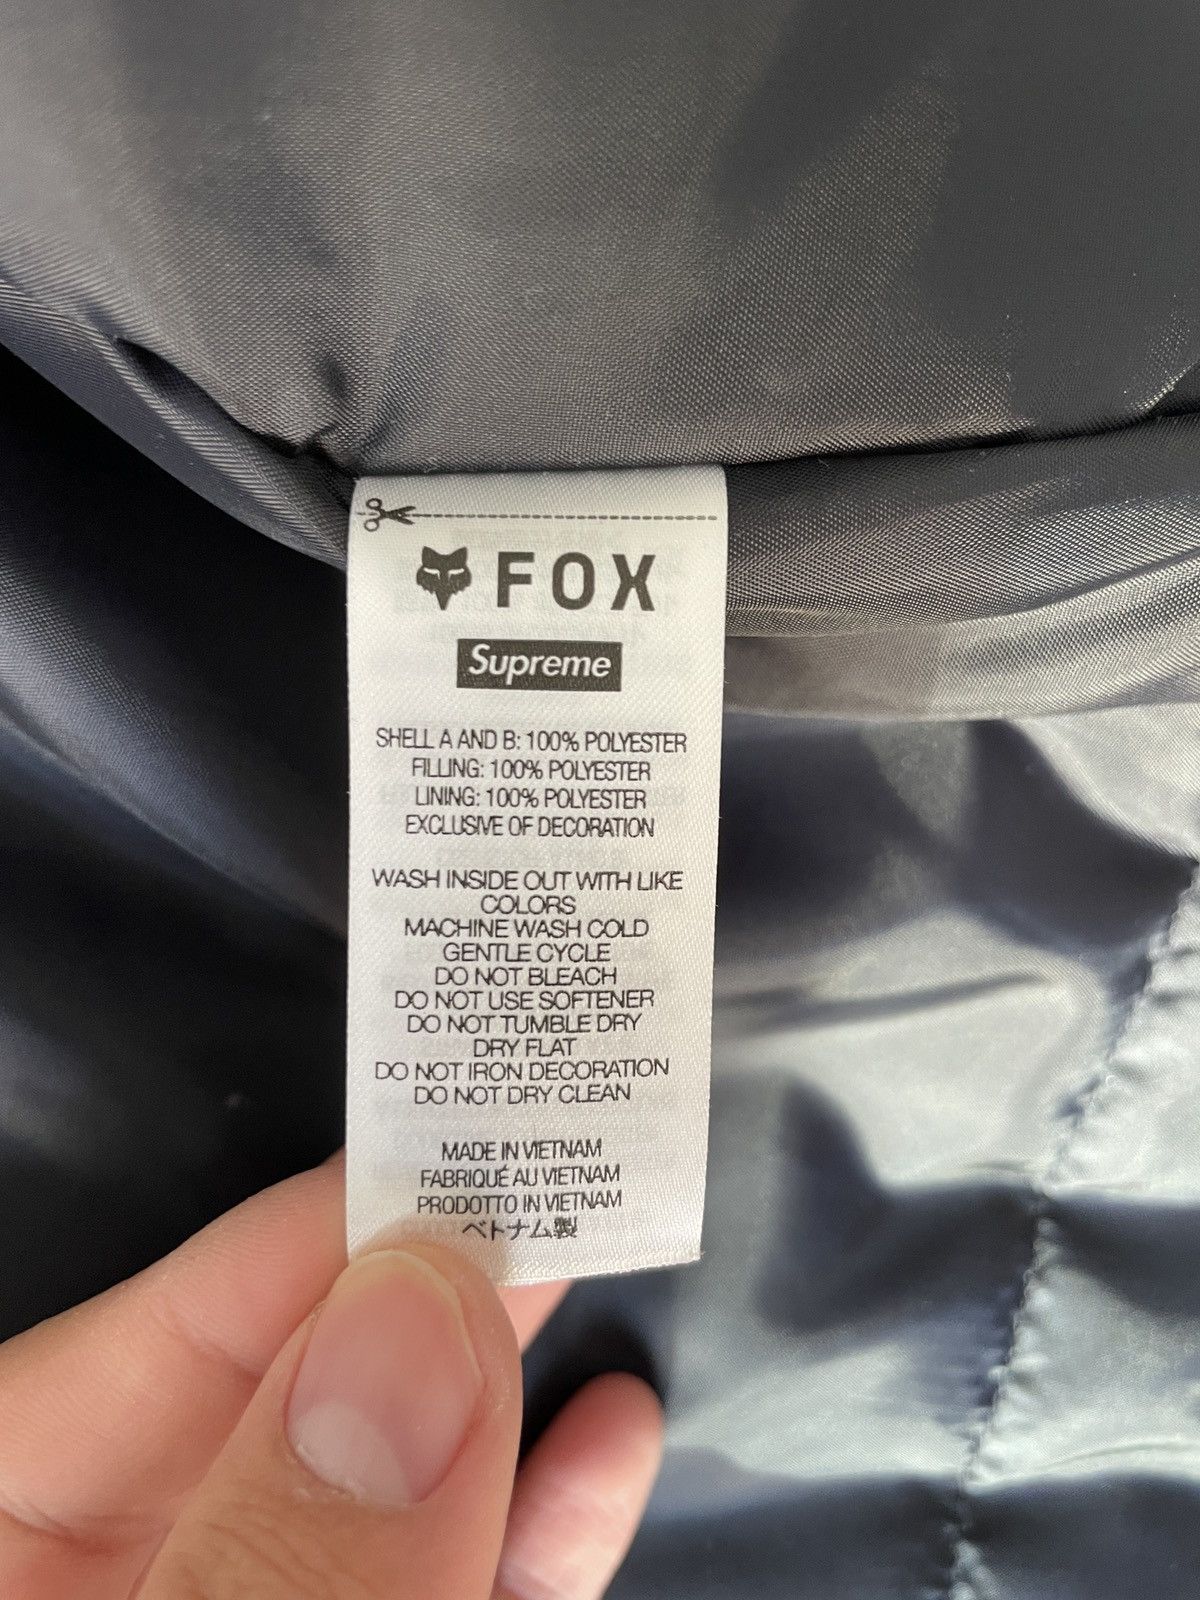 FOX
Supreme
SHELL A AND B: 100% POLYESTER
FILLING: 100% POLYESTER
LINING: 100% POLYESTER
EXCLUSIVE OF DECORATION
WASH INSIDE OUT WITH LIKE
COLORS
MACHINE WASH COLD
GENTLE CYCLE
DO NOT BLEACH
DO NOT USE SOFTENER
DO NOT TUMBLE DRY
DRY FLAT
DO NOT IRON DECORATION
DO NOT DRY CLEAN
MADE IN VIETNAM
FABRIQUÉ AU VIETNAM
PRODOTTO IN VIETNAM
ベトナム製